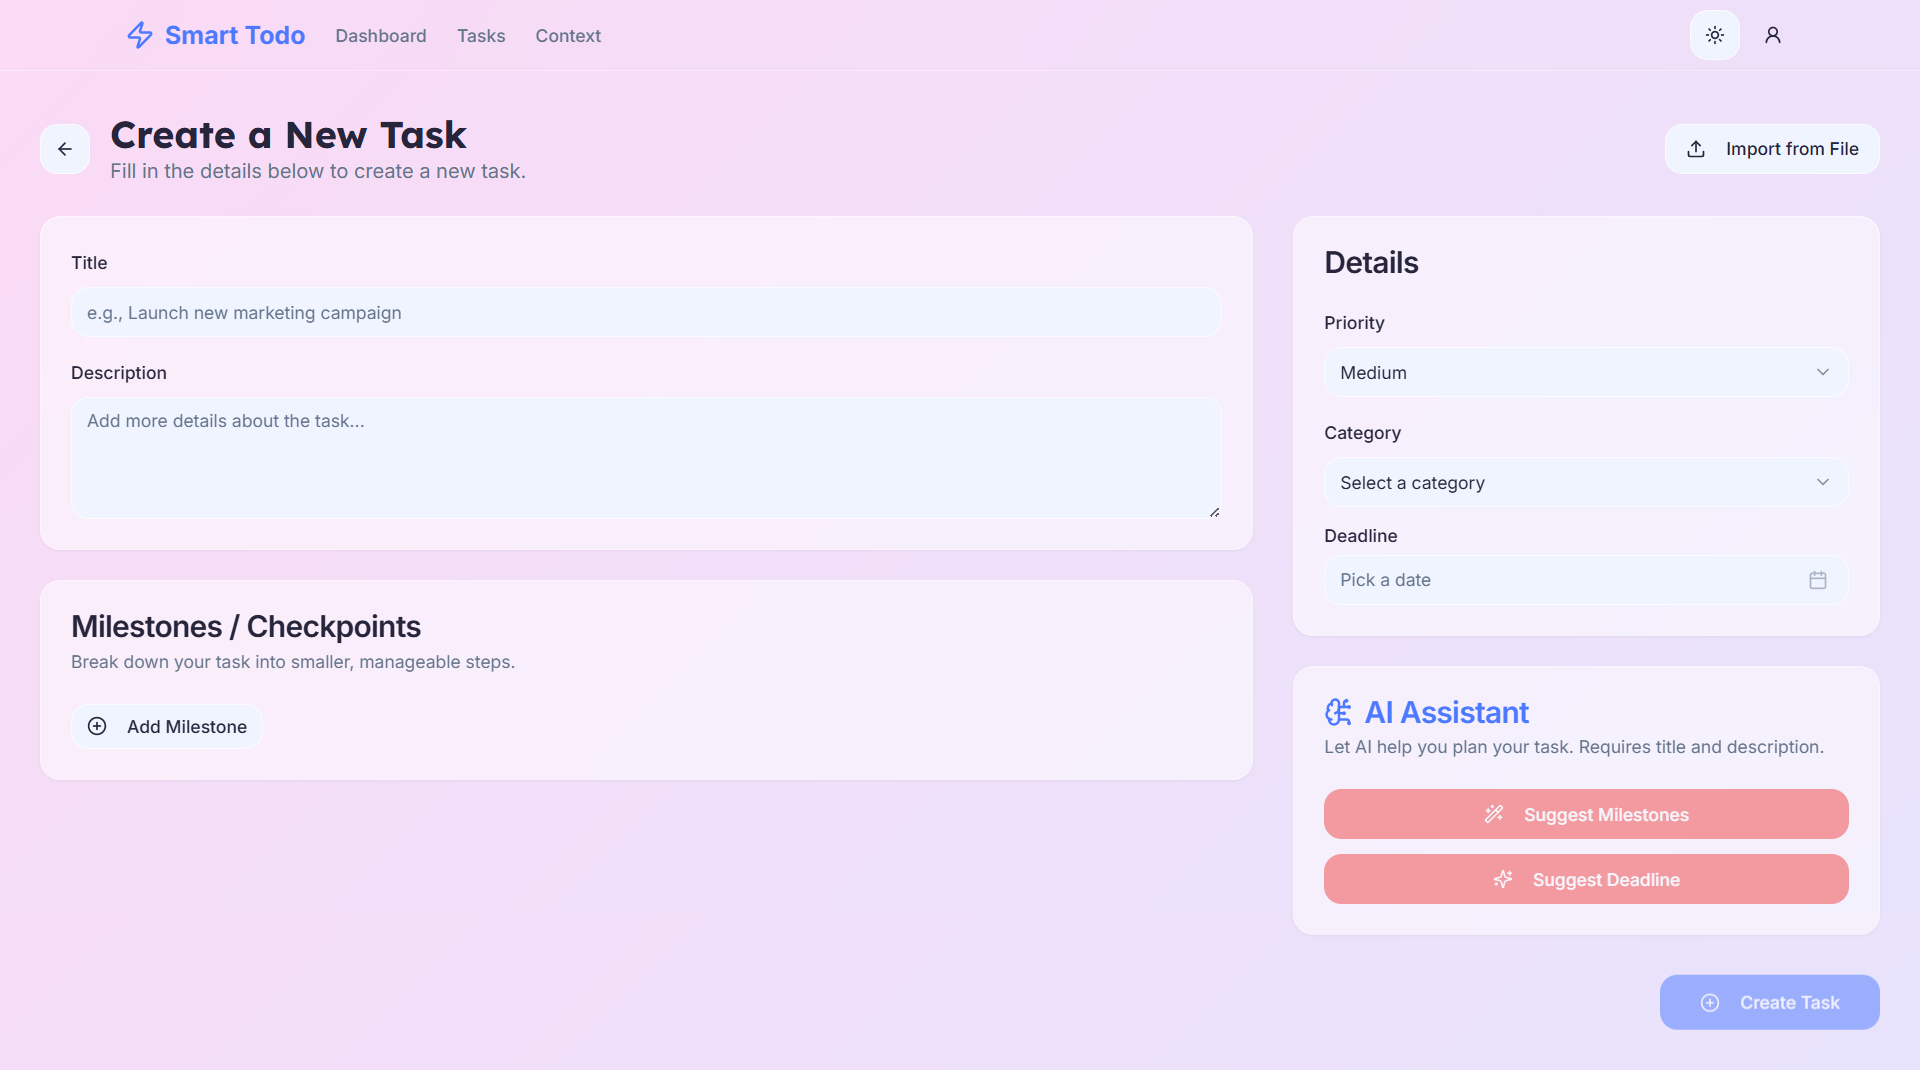 Smart Todo
Dashboard
Tasks
Context
Create a New Task
Fill in the details below to create a new task.
Import from File
Title
e.g., Launch new marketing campaign
Description
Add more details about the task...
Milestones / Checkpoints
Break down your task into smaller, manageable steps.
Add Milestone
Details
Priority
Medium
Category
Select a category
Deadline
Pick a date
AI Assistant
Let AI help you plan your task. Requires title and description.
Suggest Milestones
Suggest Deadline
Create Task